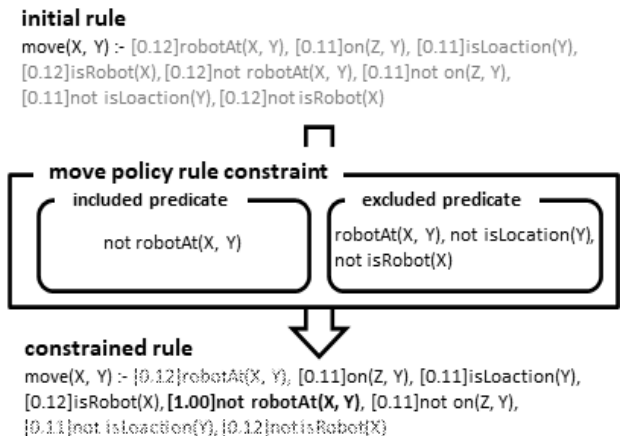 initial rule
move(X, Y) :- [0.12]robotAt(X, Y), [0.11]on(Z, Y), [0.11]isLoaction(Y),
[0.12]isRobot(X), [0.12]not robotAt(X, Y), [0.11]not on(Z, Y),
[0.11]not isLoaction(Y), [0.12]not isRobot(X)
move policy rule constraint
included predicate
excluded predicate
not robotAt(X, Y)
robotAt(X, Y), not isLocation(Y),
not isRobot(X)
constrained rule
move(X, Y) :- [0.12]robotAt(X, Y), [0.11]on(Z, Y), [0.11]isLoaction(Y),
[0.12]isRobot(X), [1.00]not robotAt(X, Y), [0.11]not on(Z, Y),
[0.11]not isLoaction(Y), [0.12]not isRobot(X)